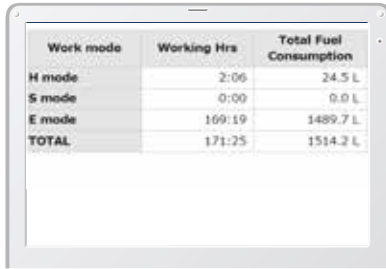 Work mode Working Hrs Total Fuel Consumption
H mode 2:06 24.5 L
S mode 0:00 0.0 L
E mode 169:19 1489.7 L
TOTAL 171:25 1514.2 L